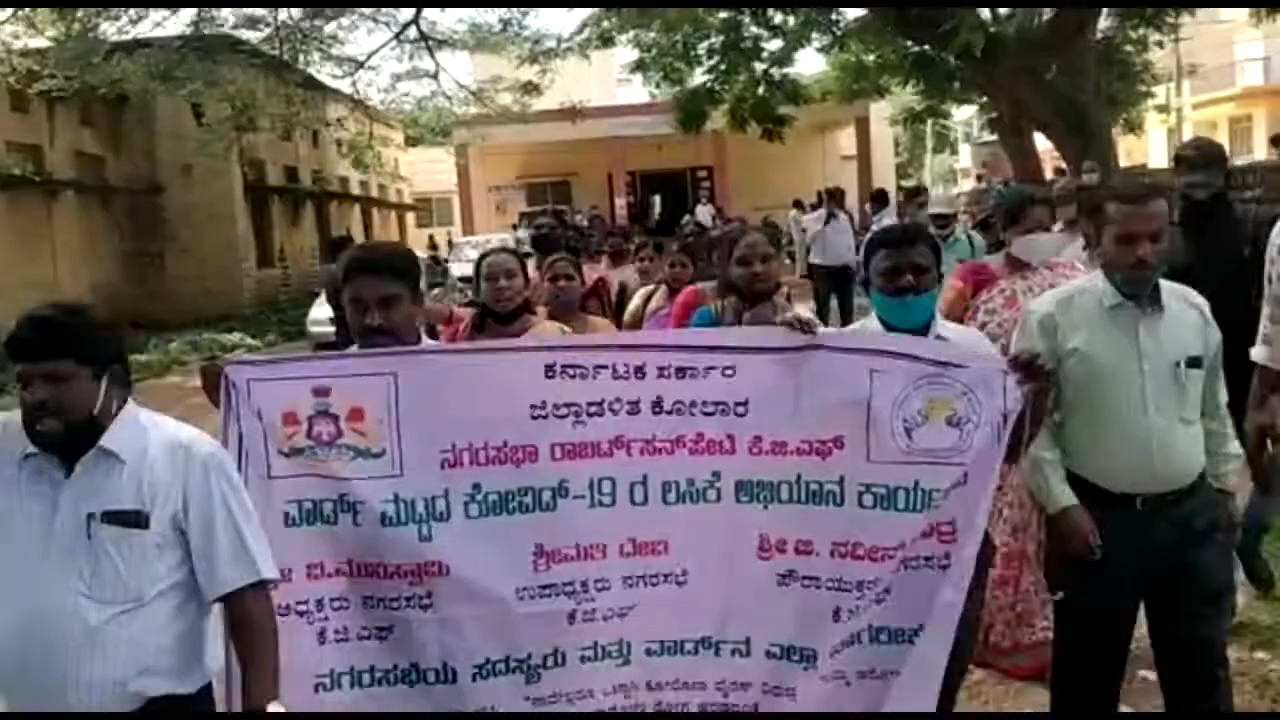 ಕರ್ನಾಟಕ ಸರ್ಕಾರ
ಜಿಲ್ಲಾಡಳಿತ ಕೋಲಾರ
ನಗರಸಭಾ ರಾಬರ್ಟ್‌ಸನ್‌ಪೇಟೆ ಕೆ.ಜಿ.ಎಫ್
ವಾರ್ಡ್ ಮಟ್ಟದ ಕೋವಿಡ್-19 ರ ಲಸಿಕೆ ಅಭಿಯಾನ
ವಿ.ಮುನಿಸ್ವಾಮಿ ಶ್ರೀಮತಿ ದೇವಿ ಶ್ರೀ ಬಿ. ನವೀನ್
ಅಧ್ಯಕ್ಷರು ನಗರಸಭೆ ಉಪಾಧ್ಯಕ್ಷರು ನಗರಸಭೆ ಪೌರಾಯುಕ್ತರು
ಕೆ.ಜಿ.ಎಫ್ ಕೆ.ಜಿ.ಎಫ್
ನಗರಸಭೆಯ ಸದಸ್ಯರು ಮತ್ತು ವಾರ್ಡ್‌ನ ಎಲ್ಲಾ